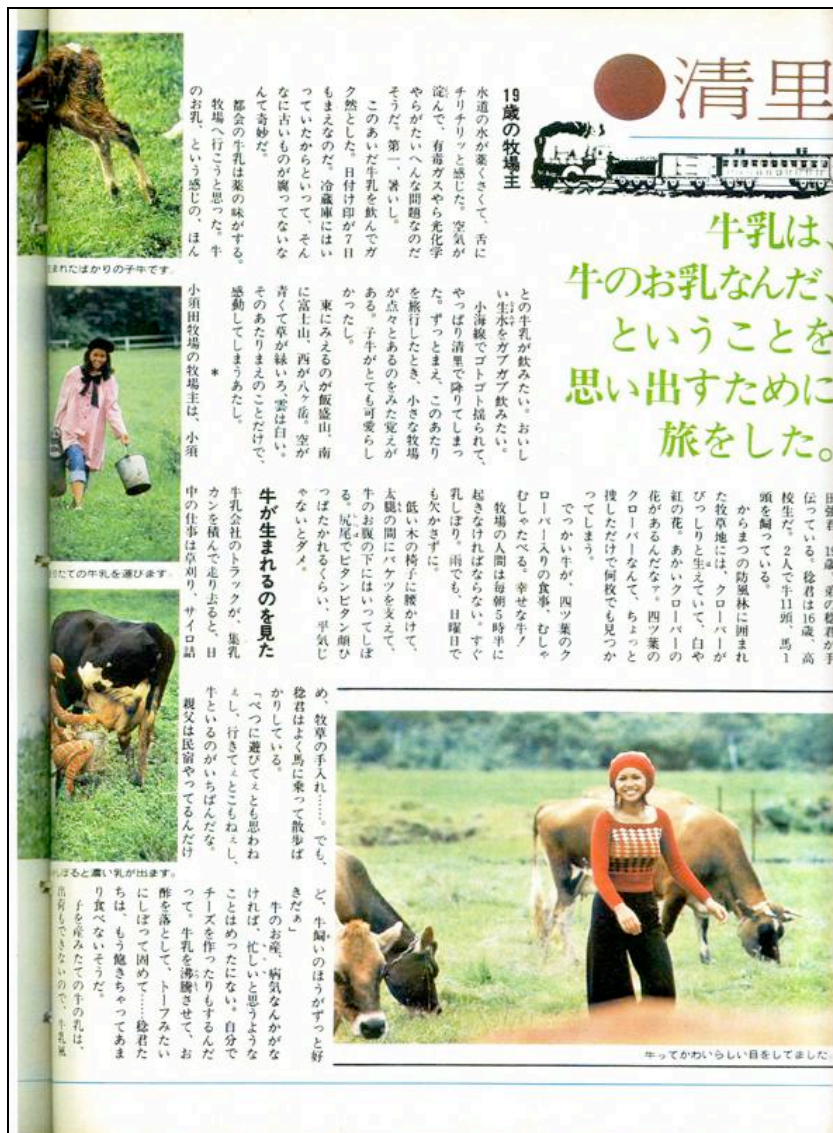 ●清里
牛乳は、
牛のお乳なんだ、
ということを
思い出すために
旅をした。
19歳の牧場主
水道の水が薬くさくて、舌に
チリチリッと感じた。空気が
淀んで、有毒ガスやら光化学
やらがたいへんな問題なのだ
そうだ。第一、暑いし。
このあいだ牛乳を飲んでガ
ク然とした。日付け印が7日
もまえなのだ。冷蔵庫にはい
っていたからといって、そん
なに古いものが腐ってないな
んて奇妙だ。
都会の牛乳は薬の味がする。
牧場へ行こうと思った。牛
のお乳、という感じの、ほん
との牛乳が飲みたい。おいし
い生水をガブガブ飲みたい。
小海線でゴトゴト揺られて、
やっぱり清里で降りてしまっ
た。ずっとまえ、このあたり
を旅行したとき、小さな牧場
が点々とあるのをみた覚えが
ある。子牛がとても可愛らし
かったし。
東にみえるのが飯盛山、南
に富士山、西が八ヶ岳。空が
青くて草が緑いろ、雲は白い。
そのあたりまえのことだけで、
感動してしまうあたし。
*
小須田牧場の牧場主は、小須
19歳。弟の稔君が手
伝っている。稔君は16歳、高
校生だ。2人で牛11頭、馬1
頭を飼っている。
からまつの防風林に囲まれ
た牧草地には、クローバーが
びっしりと生えていて、白や
紅の花。あかいクローバーの
花があるんだなァ。四ツ葉の
クローバーなんて、ちょっと
捜しただけで何枚でも見つか
ってしまう。
でっかい牛が、四ツ葉のク
ローバー入りの食事、むしゃ
むしゃたべる。幸せな牛!
牧場の人間は毎朝5時半に
起きなければならない。すぐ
乳しぼり。雨でも、日曜日で
も欠かさずに。
低い木の椅子に腰かけて、
太腿の間にバケツを支えて、
牛のお腹の下にはいってしぼ
る。尻尾でピタンピタン頬ひ
っぱたかれるくらい、平気じ
ゃないとダメ。
牛が生まれるのを見た
牛乳会社のトラックが、集乳
カンを積んで走り去ると、日
中の仕事は草刈り、サイロ詰
め、牧草の手入れ……。でも、
稔君はよく馬に乗って散歩ば
かりしている。
「べつに遊びてぇとも思わね
ぇし、行きてぇとこもねぇし、
牛といるのがいちばんだな。
親父は民宿やってるんだけ
ど、牛飼いのほうがずっと好
きだぁ」
牛のお産、病気なんかがな
ければ、忙しいと思うような
ことはめったにない。自分で
チーズを作ったりもするんだ
って。牛乳を沸騰させて、お
酢を落として、トーフみたい
にしぼって固めて……稔君た
ちは、もう飽きちゃってあま
り食べないそうだ。
子を産みたての牛の乳は、
出荷もできないので、牛乳風
まれたばかりの子牛です。
たての牛乳を運びます。
しぼると濃い乳が出ます。
牛ってかわいらしい目をしてました。